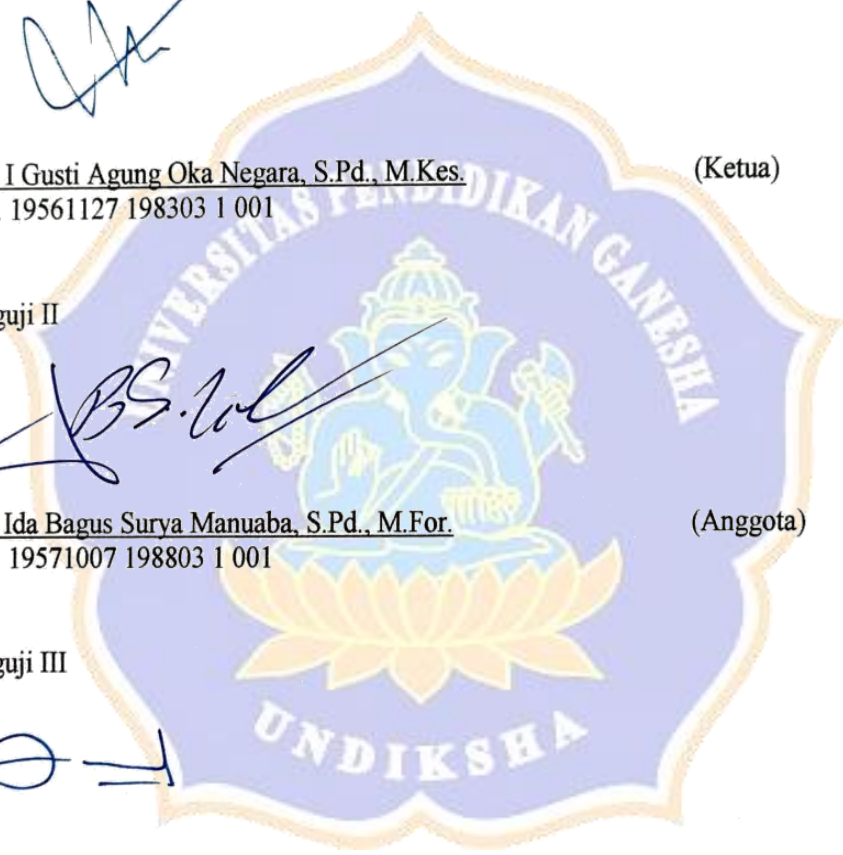 I Gusti Agung Oka Negara, S.Pd., M.Kes. (Ketua)
19561127 198303 1 001
guji II
Ida Bagus Surya Manuaba, S.Pd., M.For. (Anggota)
19571007 198803 1 001
guji III
UNIVERSITAS PENDIDIKAN GANESHA
UNDIKSHA